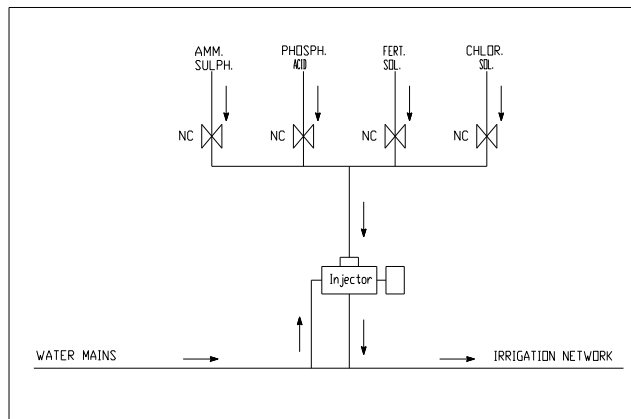 AMM.
SULPH.
PHOSPH.
ACID
FERT.
SOL.
CHLOR.
SOL.
NC
NC
NC
NC
Injector
WATER MAINS
IRRIGATION NETWORK